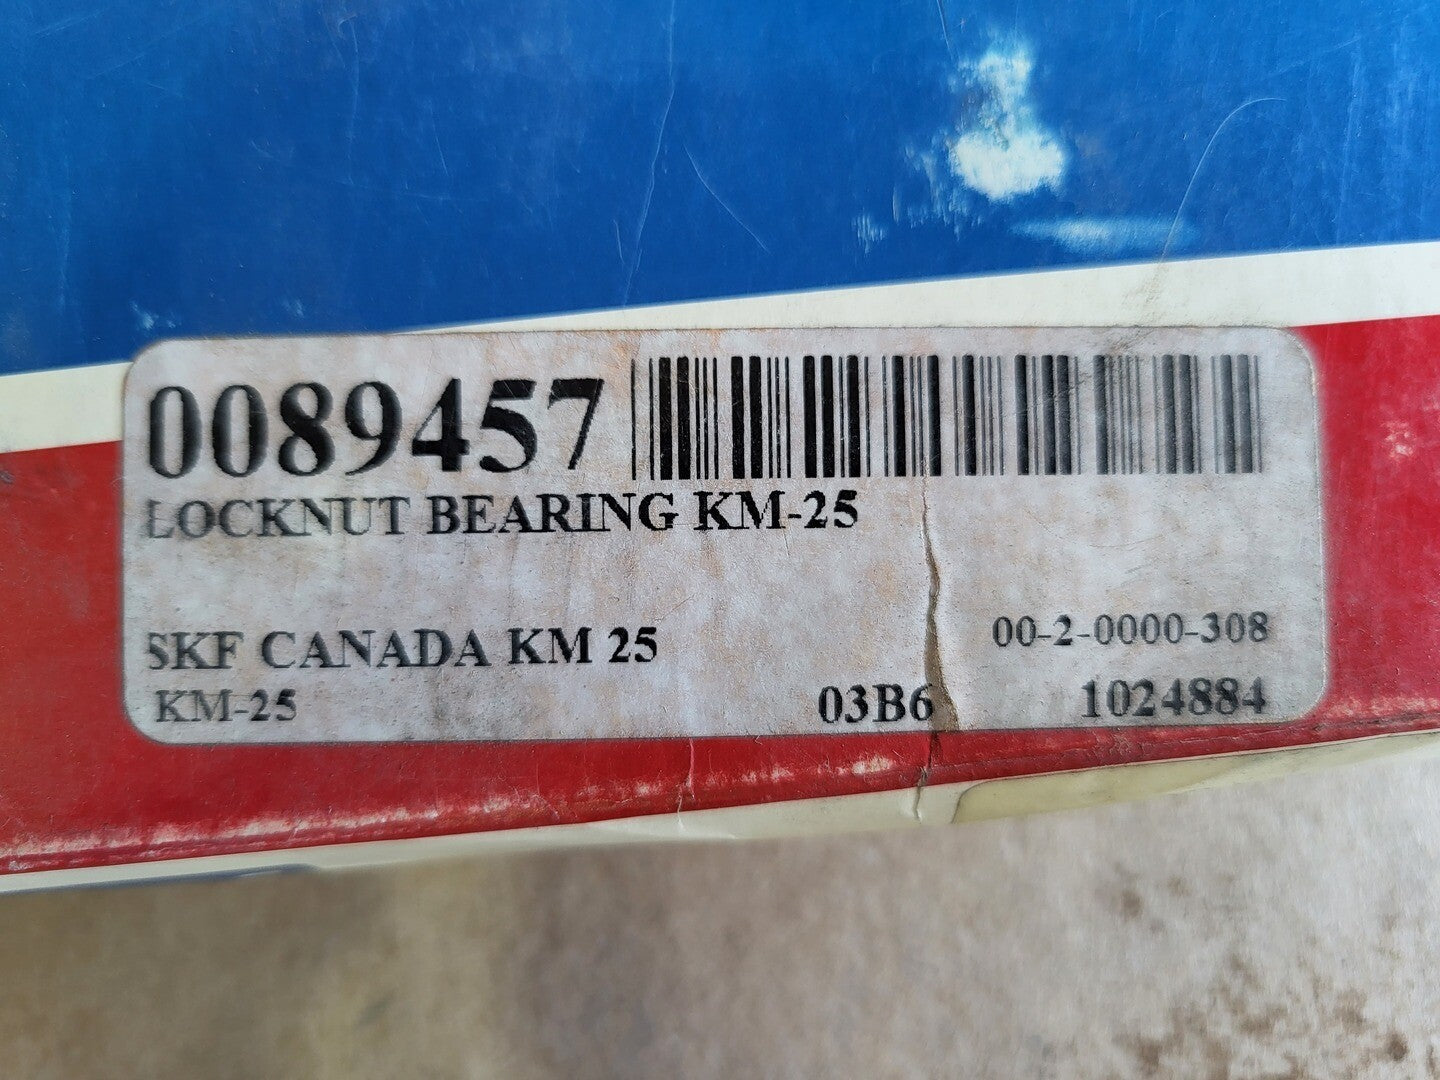 0089457
LOCKNUT BEARING KM-25
SKF CANADA KM 25
00-2-0000-308
KM-25
03B6
1024884